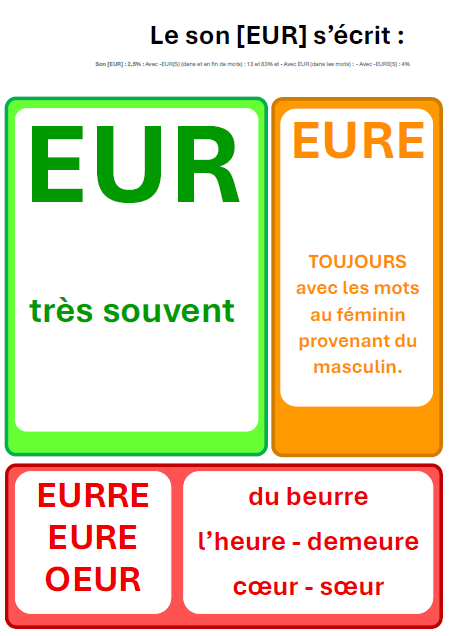 Le son [EUR] s’écrit :
Son [EUR] : 2,5% : Avec -EUR(S) (dans et en fin de mots) : 13 et 83% et - Avec EUR (dans les mots) : - Avec -EURE(S) : 4%
EUR
très souvent
EURE
TOUJOURS
avec les mots
au féminin
provenant du
masculin.
EURRE
EURE
OEUR
du beurre
l’heure - demeure
cœur - sœur